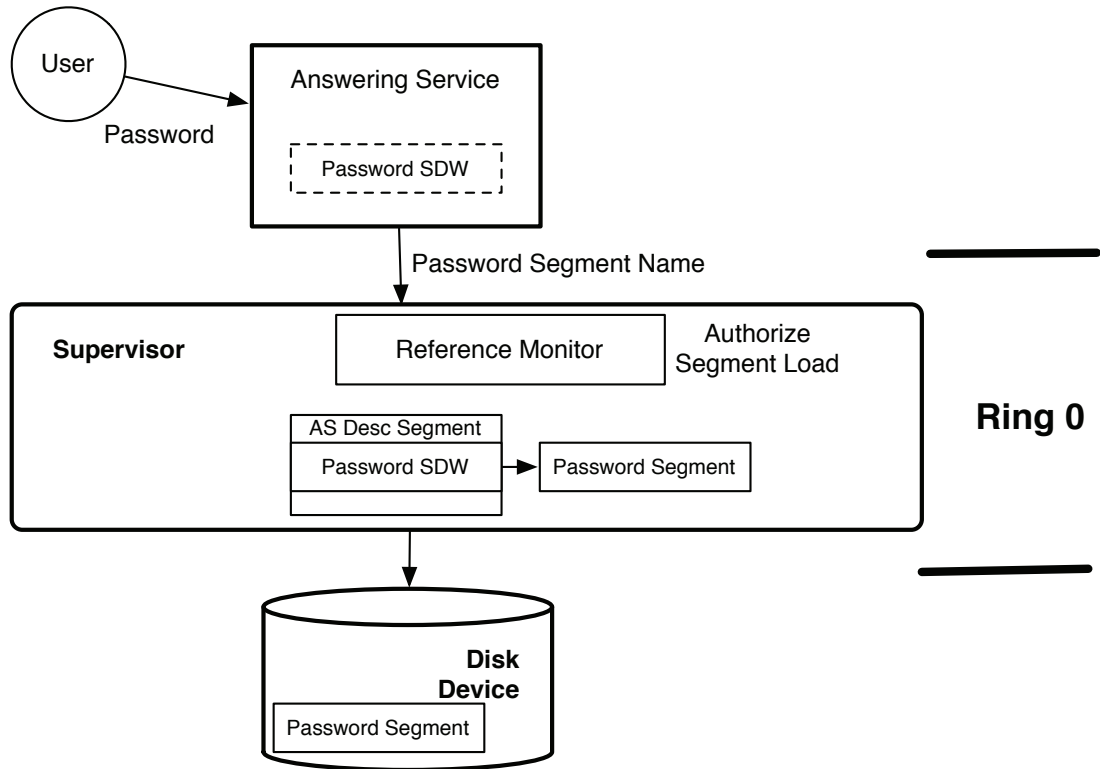 User
Password
Answering Service
Password SDW
Password Segment Name
Supervisor
Reference Monitor
Authorize
Segment Load
Ring 0
AS Desc Segment
Password SDW
Password Segment
Disk
Device
Password Segment